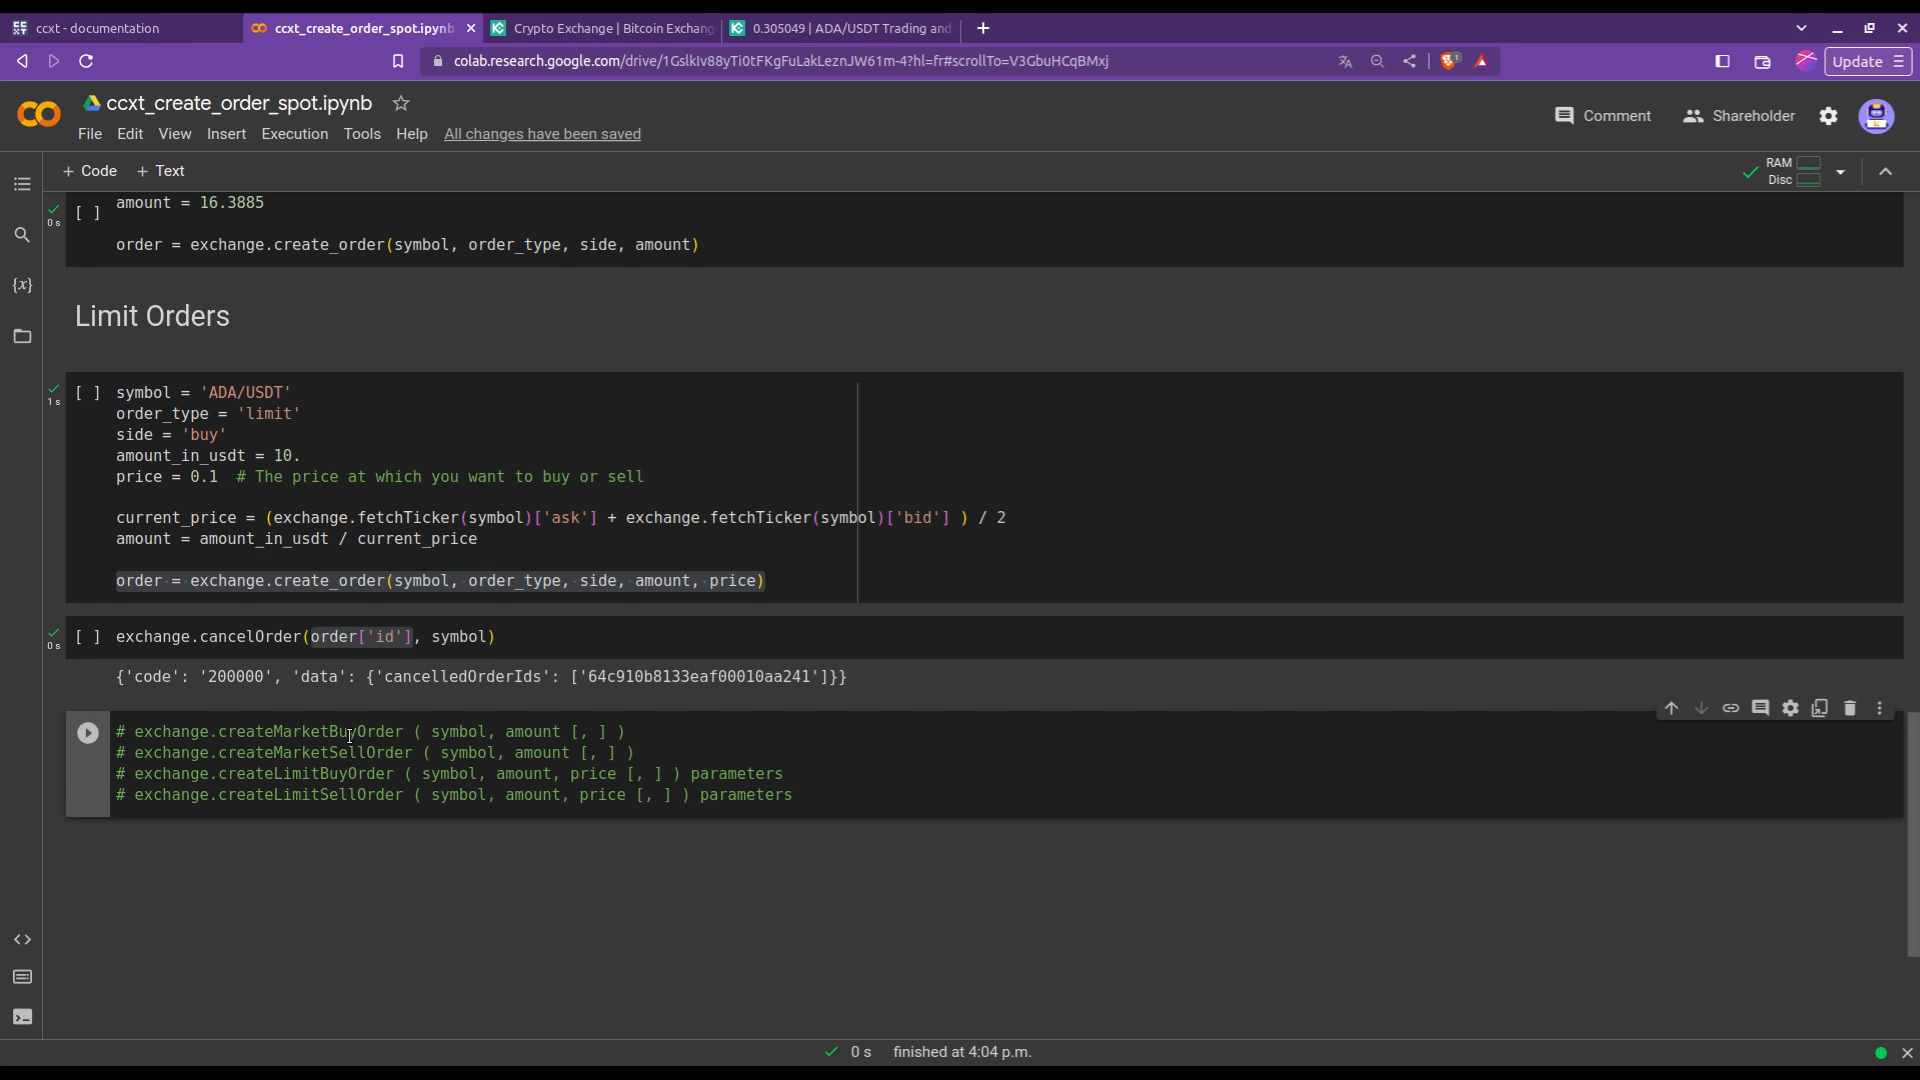 ccxt - documentation
ccxt_create_order_spot.ipynb
Crypto Exchange | Bitcoin Exchang
0.305049 | ADA/USDT Trading and
colab.research.google.com/drive/1GslkIv88yTi0tFKgFuLakLeznJW61m-4?hl=fr#scrollTo=V3GbuHCqBMxj
1
Update
ccxt_create_order_spot.ipynb
File Edit View Insert Execution Tools Help All changes have been saved
Comment
Shareholder
+ Code + Text
RAM
Disc
0 s
[ ]
amount = 16.3885
order = exchange.create_order(symbol, order_type, side, amount)
Limit Orders
1 s
[ ] symbol = 'ADA/USDT'
order_type = 'limit'
side = 'buy'
amount_in_usdt = 10.
price = 0.1  # The price at which you want to buy or sell
current_price = (exchange.fetchTicker(symbol)['ask'] + exchange.fetchTicker(symbol)['bid'] ) / 2
amount = amount_in_usdt / current_price
order = exchange.create_order(symbol, order_type, side, amount, price)
0 s
[ ] exchange.cancelOrder(order['id'], symbol)
{'code': '200000', 'data': {'cancelledOrderIds': ['64c910b8133eaf00010aa241']}}
# exchange.createMarketBuyOrder ( symbol, amount [, ] )
# exchange.createMarketSellOrder ( symbol, amount [, ] )
# exchange.createLimitBuyOrder ( symbol, amount, price [, ] ) parameters
# exchange.createLimitSellOrder ( symbol, amount, price [, ] ) parameters
0 s finished at 4:04 p.m.